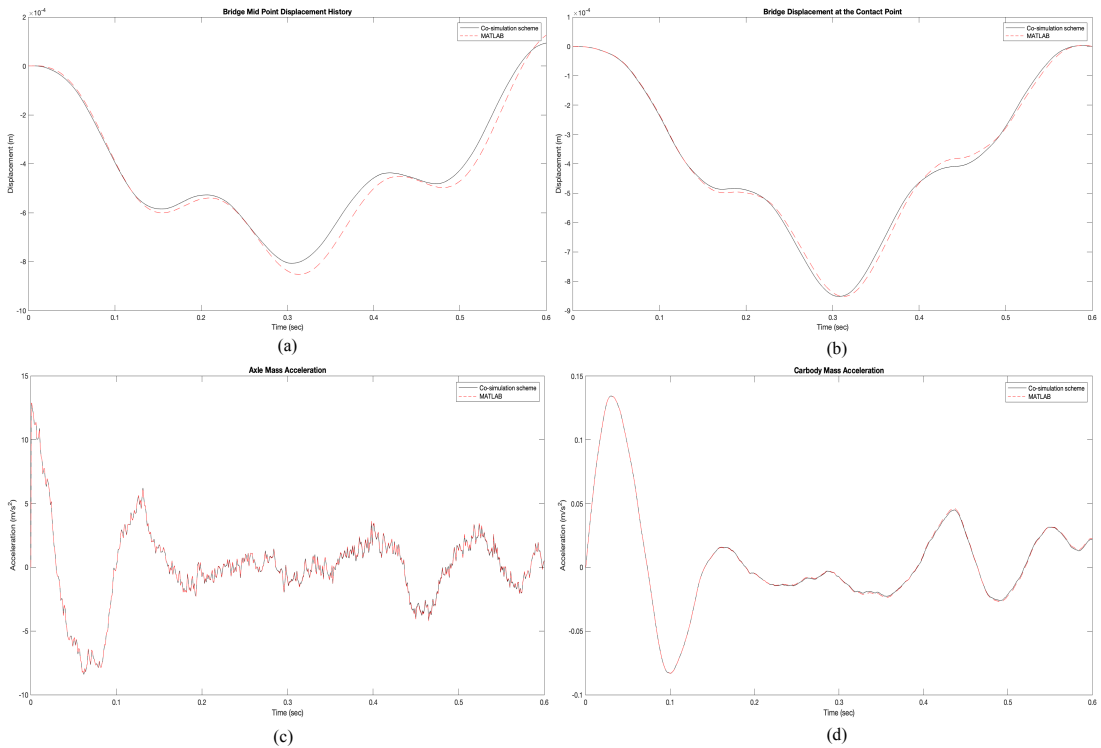 Bridge Mid Point Displacement History
×10⁻⁴
2
0
-2
-4
-6
-8
-10
Displacement (m)
Co-simulation scheme
MATLAB
0 0.1 0.2 0.3 0.4 0.5 0.6
Time (sec)
(a)
Bridge Displacement at the Contact Point
×10⁻⁴
1
0
-1
-2
-3
-4
-5
-6
-7
-8
-9
Displacement (m)
Co-simulation scheme
MATLAB
0 0.1 0.2 0.3 0.4 0.5 0.6
Time (sec)
(b)
Axle Mass Acceleration
15
10
5
0
-5
-10
Acceleration (m/s²)
Co-simulation scheme
MATLAB
0 0.1 0.2 0.3 0.4 0.5 0.6
Time (sec)
(c)
Carbody Mass Acceleration
0.15
0.1
0.05
0
-0.05
-0.1
Acceleration (m/s²)
Co-simulation scheme
MATLAB
0 0.1 0.2 0.3 0.4 0.5 0.6
Time (sec)
(d)